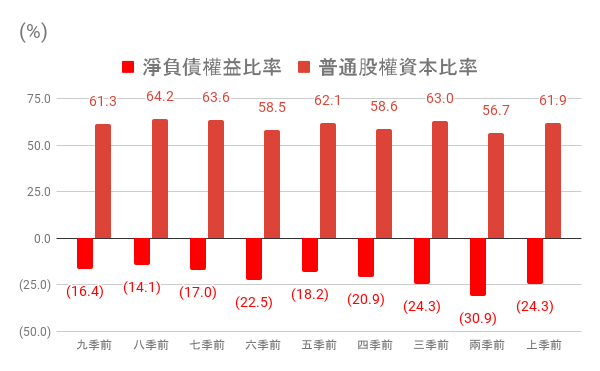 (%)
淨負債權益比率 普通股權資本比率
75.0
50.0
25.0
0.0
(25.0)
(50.0)
61.3 64.2 63.6 58.5 62.1 58.6 63.0 56.7 61.9
(16.4) (14.1) (17.0) (22.5) (18.2) (20.9) (24.3) (30.9) (24.3)
九季前 八季前 七季前 六季前 五季前 四季前 三季前 兩季前 上季前